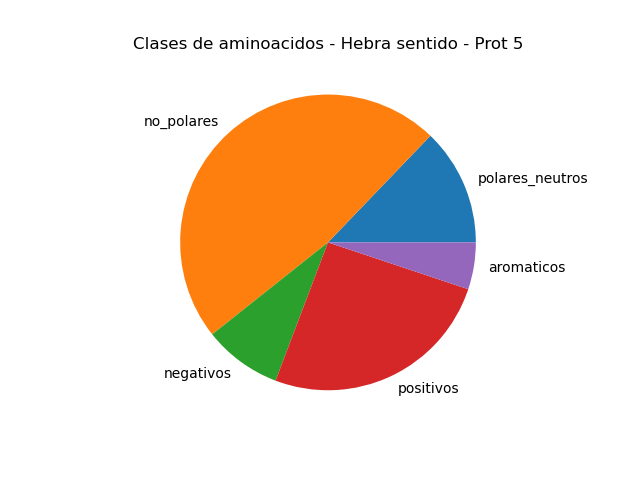 Clases de aminoacidos - Hebra sentido - Prot 5
no_polares
polares_neutros
aromaticos
negativos
positivos